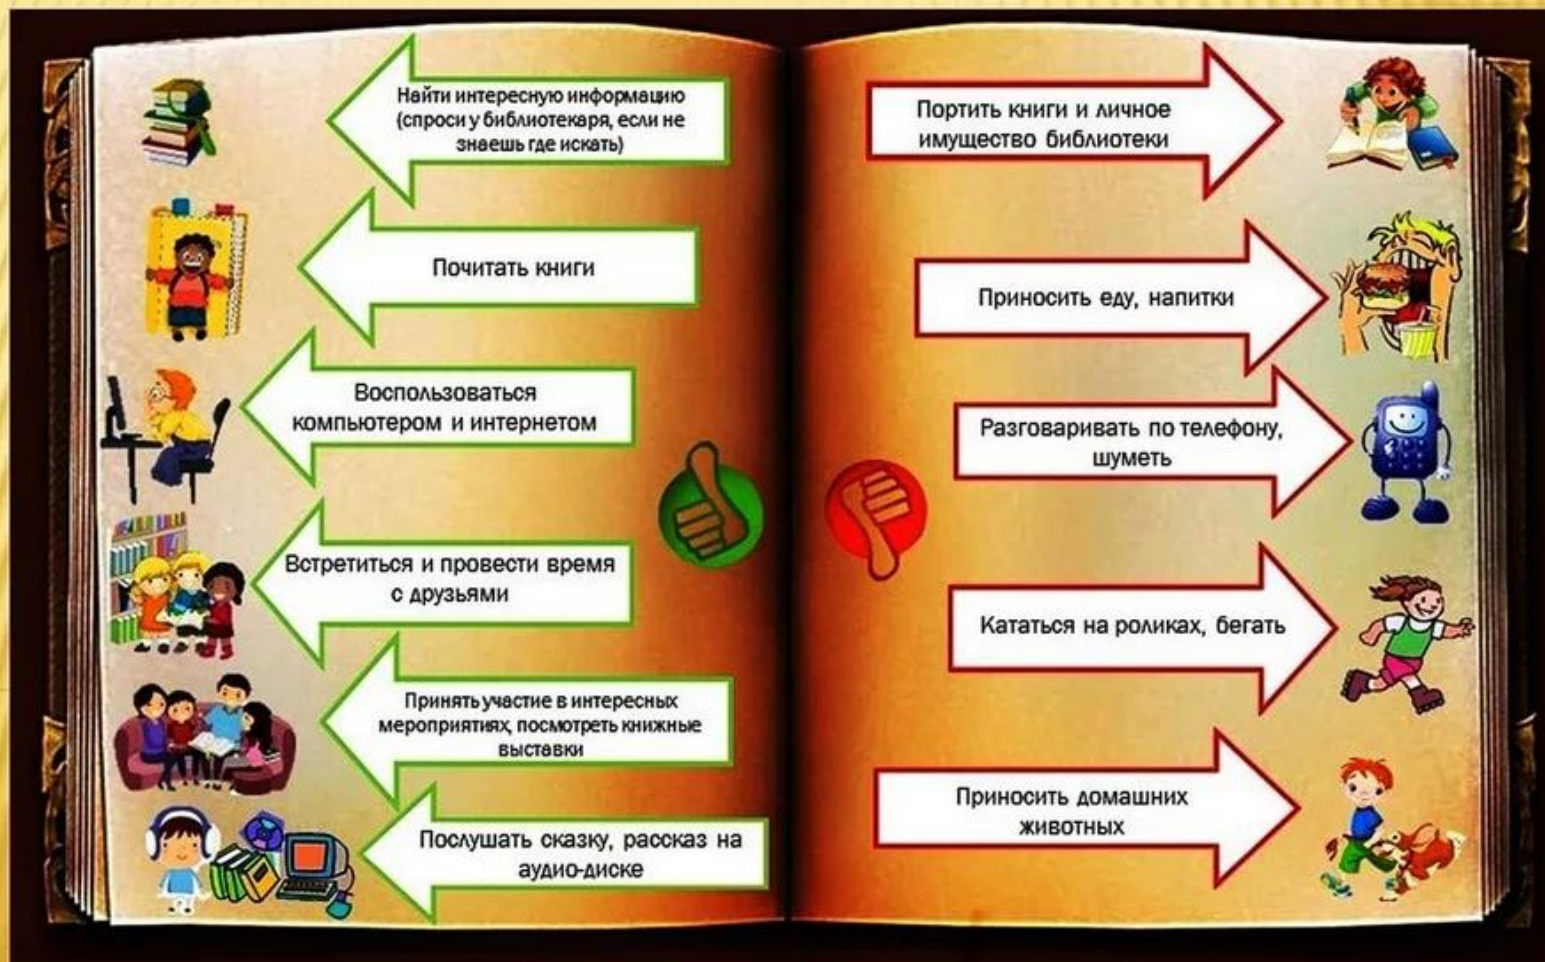 Найти интересную информацию
(спроси у библиотекаря, если не
знаешь где искать)
Почитать книги
Воспользоваться
компьютером и интернетом
Встретиться и провести время
с друзьями
Принять участие в интересных
мероприятиях, посмотреть книжные
выставки
Послушать сказку, рассказ на
аудио-диске
Портить книги и личное
имущество библиотеки
Приносить еду, напитки
Разговаривать по телефону,
шуметь
Кататься на роликах, бегать
Приносить домашних
животных